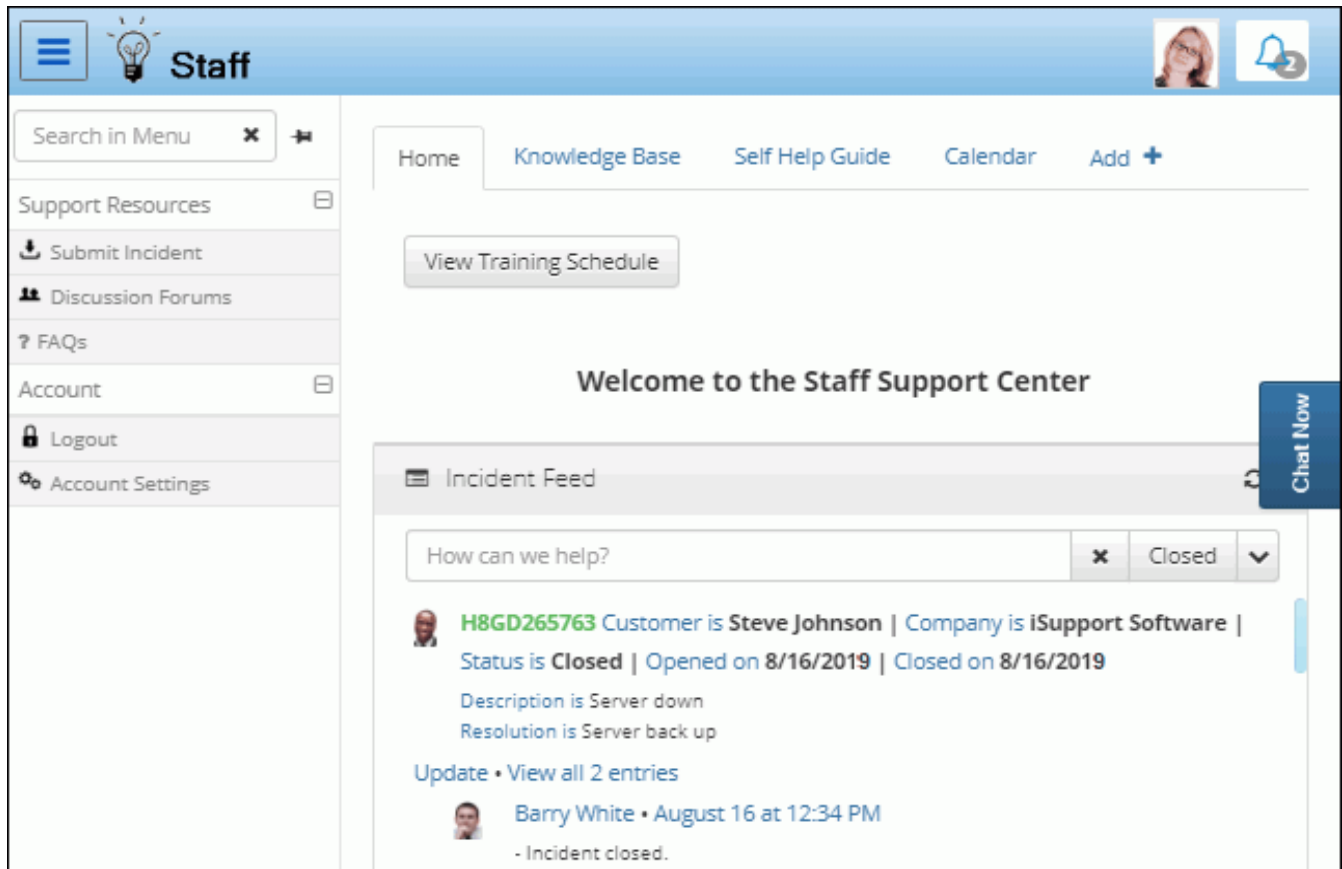 Staff
2
Search in Menu
Support Resources
Submit Incident
Discussion Forums
? FAQs
Account
Logout
Account Settings
Home Knowledge Base Self Help Guide Calendar Add +
View Training Schedule
Welcome to the Staff Support Center
Chat Now
Incident Feed
How can we help? Closed
H8GD265763 Customer is Steve Johnson | Company is iSupport Software |
Status is Closed | Opened on 8/16/2019 | Closed on 8/16/2019
Description is Server down
Resolution is Server back up
Update • View all 2 entries
Barry White • August 16 at 12:34 PM
- Incident closed.